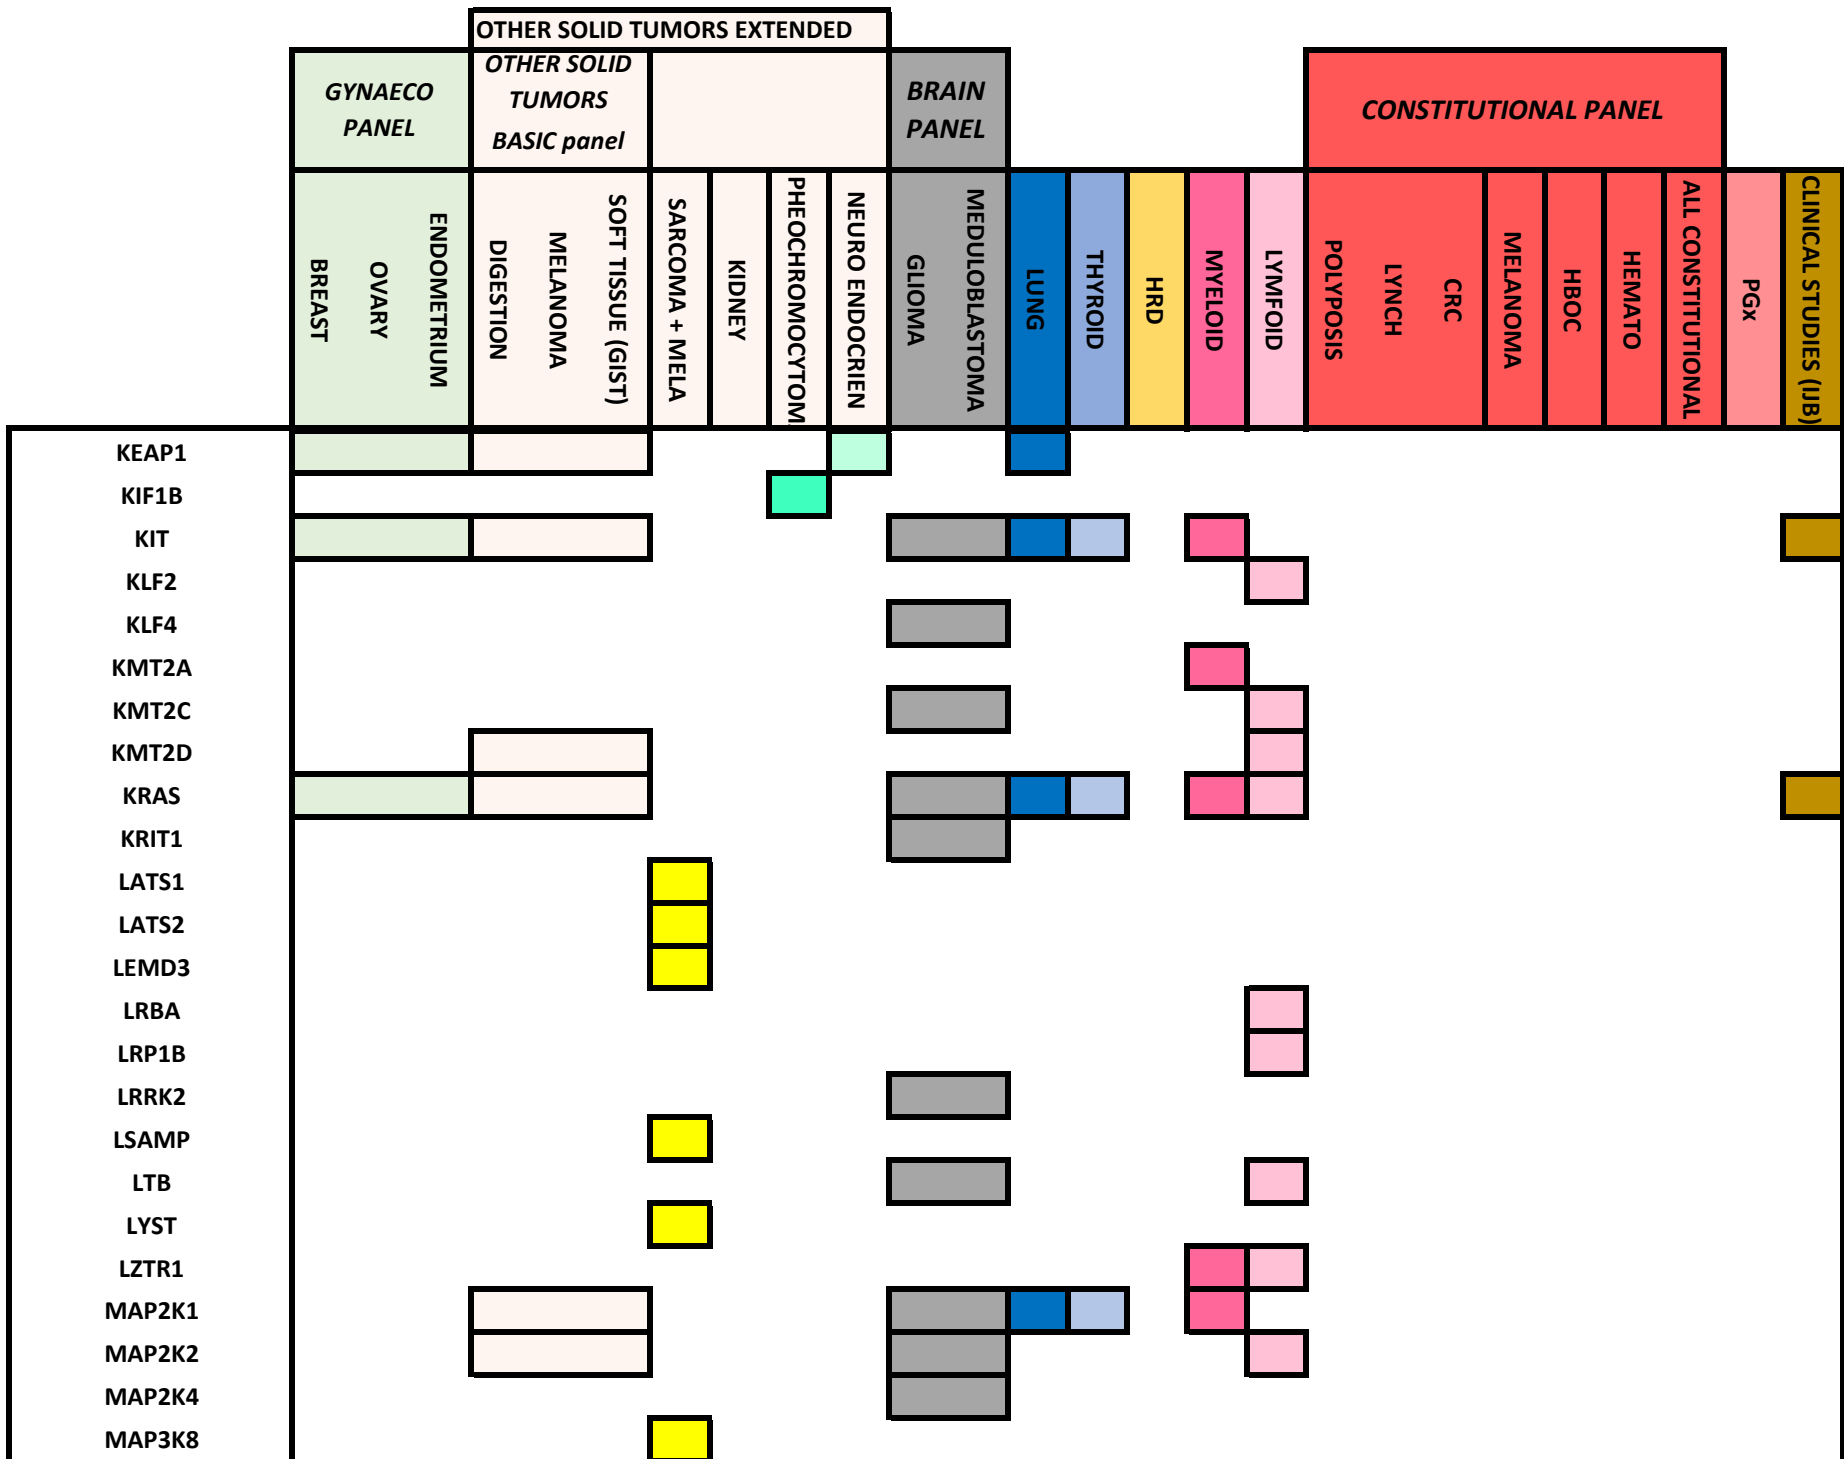 OTHER SOLID TUMORS EXTENDED
GYNAECO
PANEL
OTHER SOLID
TUMORS
BASIC panel
BRAIN
PANEL
CONSTITUTIONAL PANEL
BREAST
OVARY
ENDOMETRIUM
DIGESTION
MELANOMA
SOFT TISSUE (GIST)
SARCOMA + MELA
KIDNEY
PHEOCHROMOCYTOM
NEURO ENDOCRIEN
GLIOMA
MEDULOBLASTOMA
LUNG
THYROID
HRD
MYELOID
LYMFOID
POLYPOSIS
LYNCH
CRC
MELANOMA
HBOC
HEMATO
ALL CONSTITUTIONAL
PGx
CLINICAL STUDIES (IJB)
KEAP1
KIF1B
KIT
KLF2
KLF4
KMT2A
KMT2C
KMT2D
KRAS
KRIT1
LATS1
LATS2
LEMD3
LRBA
LRP1B
LRRK2
LSAMP
LTB
LYST
LZTR1
MAP2K1
MAP2K2
MAP2K4
MAP3K8